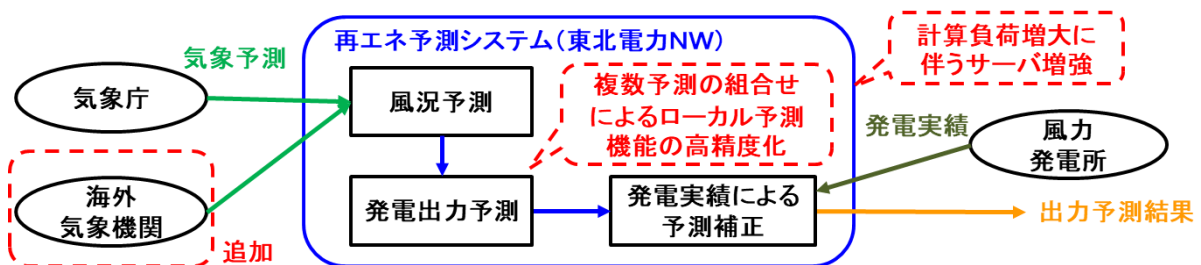 再エネ予測システム（東北電力NW）
気象予測
気象庁
海外
気象機関
追加
風況予測
発電出力予測
複数予測の組合せ
によるローカル予測
機能の高精度化
発電実績による
予測補正
計算負荷増大に
伴うサーバ増強
発電実績
風力
発電所
出力予測結果